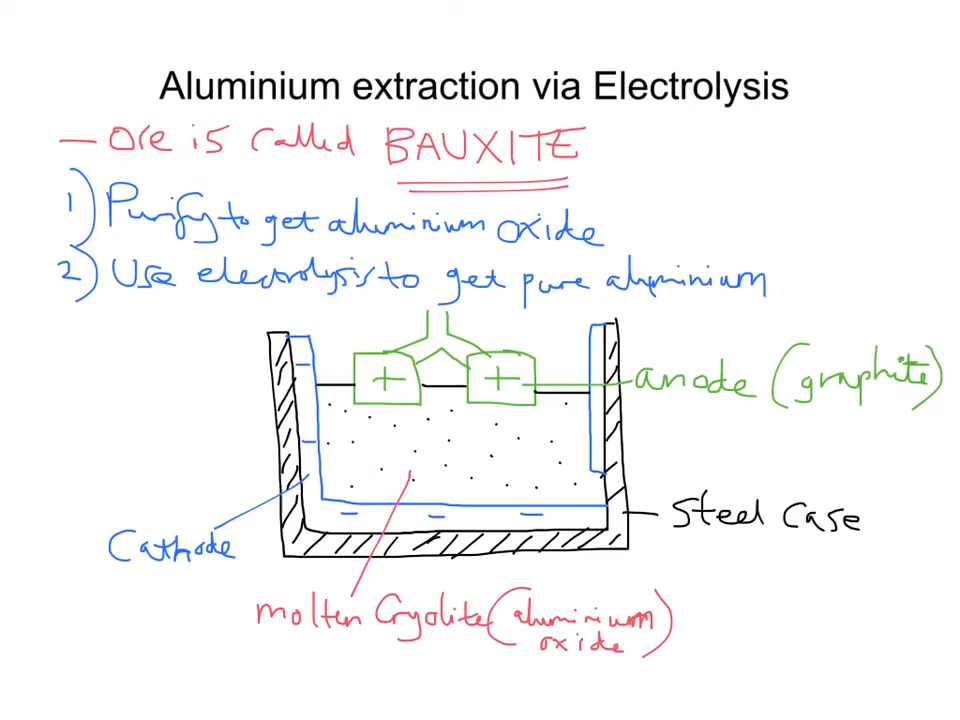 Aluminium extraction via Electrolysis
— Ore is called BAUXITE
1) Purify to get aluminium oxide
2) Use electrolysis to get pure aluminium
+ +
anode (graphite)
Steel Case
Cathode
molten Cryolite (aluminium
oxide)